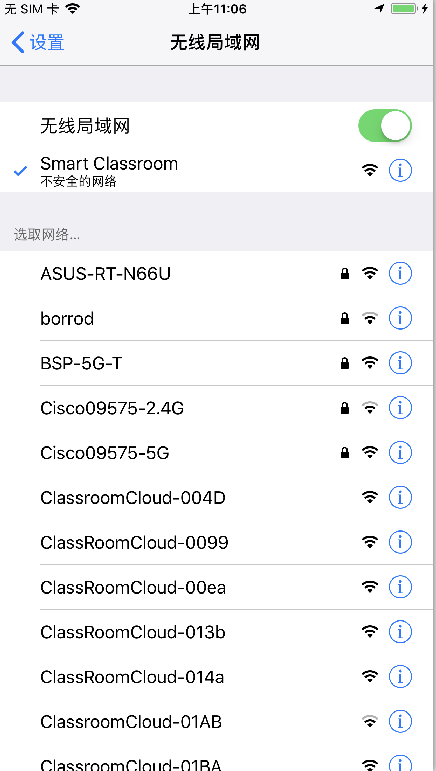 无 SIM 卡 上午11:06
设置 无线局域网
无线局域网
Smart Classroom
不安全的网络
选取网络...
ASUS-RT-N66U
borrod
BSP-5G-T
Cisco09575-2.4G
Cisco09575-5G
ClassroomCloud-004D
ClassRoomCloud-0099
ClassRoomCloud-00ea
ClassRoomCloud-013b
ClassRoomCloud-014a
ClassroomCloud-01AB
ClassroomCloud-01BA